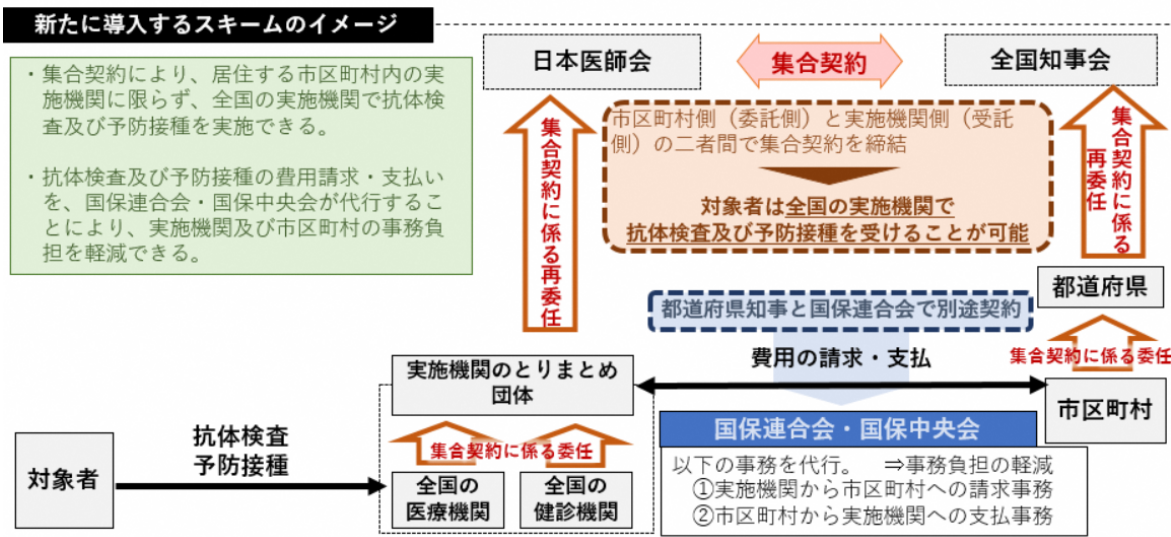 新たに導入するスキームのイメージ
・集合契約により、居住する市区町村内の実
施機関に限らず、全国の実施機関で抗体検
査及び予防接種を実施できる。
・抗体検査及び予防接種の費用請求・支払い
を、国保連合会・国保中央会が代行するこ
とにより、実施機関及び市区町村の事務負
担を軽減できる。
日本医師会
集合契約
全国知事会
市区町村側（委託側）と実施機関側（受託
側）の二者間で集合契約を締結
対象者は全国の実施機関で
抗体検査及び予防接種を受けることが可能
集合契約に係る再委任
集合契約に係る
再委任
都道府県
都道府県知事と国保連合会で別途契約
集合契約に係る委任
費用の請求・支払
市区町村
実施機関のとりまとめ
団体
集合契約に係る委任
全国の
医療機関
全国の
健診機関
対象者
抗体検査
予防接種
国保連合会・国保中央会
以下の事務を代行。　⇒事務負担の軽減
①実施機関から市区町村への請求事務
②市区町村から実施機関への支払事務